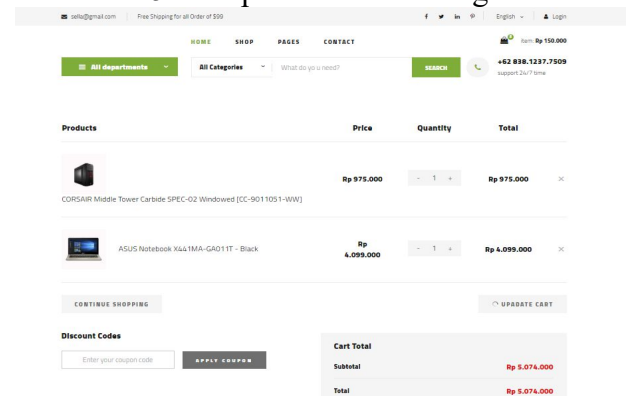 sella@gmail.com Free Shipping for all Order of $99 English Login
HOME SHOP PAGES CONTACT
item: Rp 150.000
All departments All Categories What do yo u need? SEARCH
+62 838.1237.7509
support 24/7 time
Products Price Quantity Total
Rp 975.000 - 1 + Rp 975.000 ×
CORSAIR Middle Tower Carbide SPEC-02 Windowed [CC-9011051-WW]
ASUS Notebook X441MA-GA011T - Black
Rp
4.099.000
- 1 + Rp 4.099.000 ×
CONTINUE SHOPPING UPADATE CART
Discount Codes
Enter your coupon code APPLY COUPON
Cart Total
Subtotal Rp 5.074.000
Total Rp 5.074.000